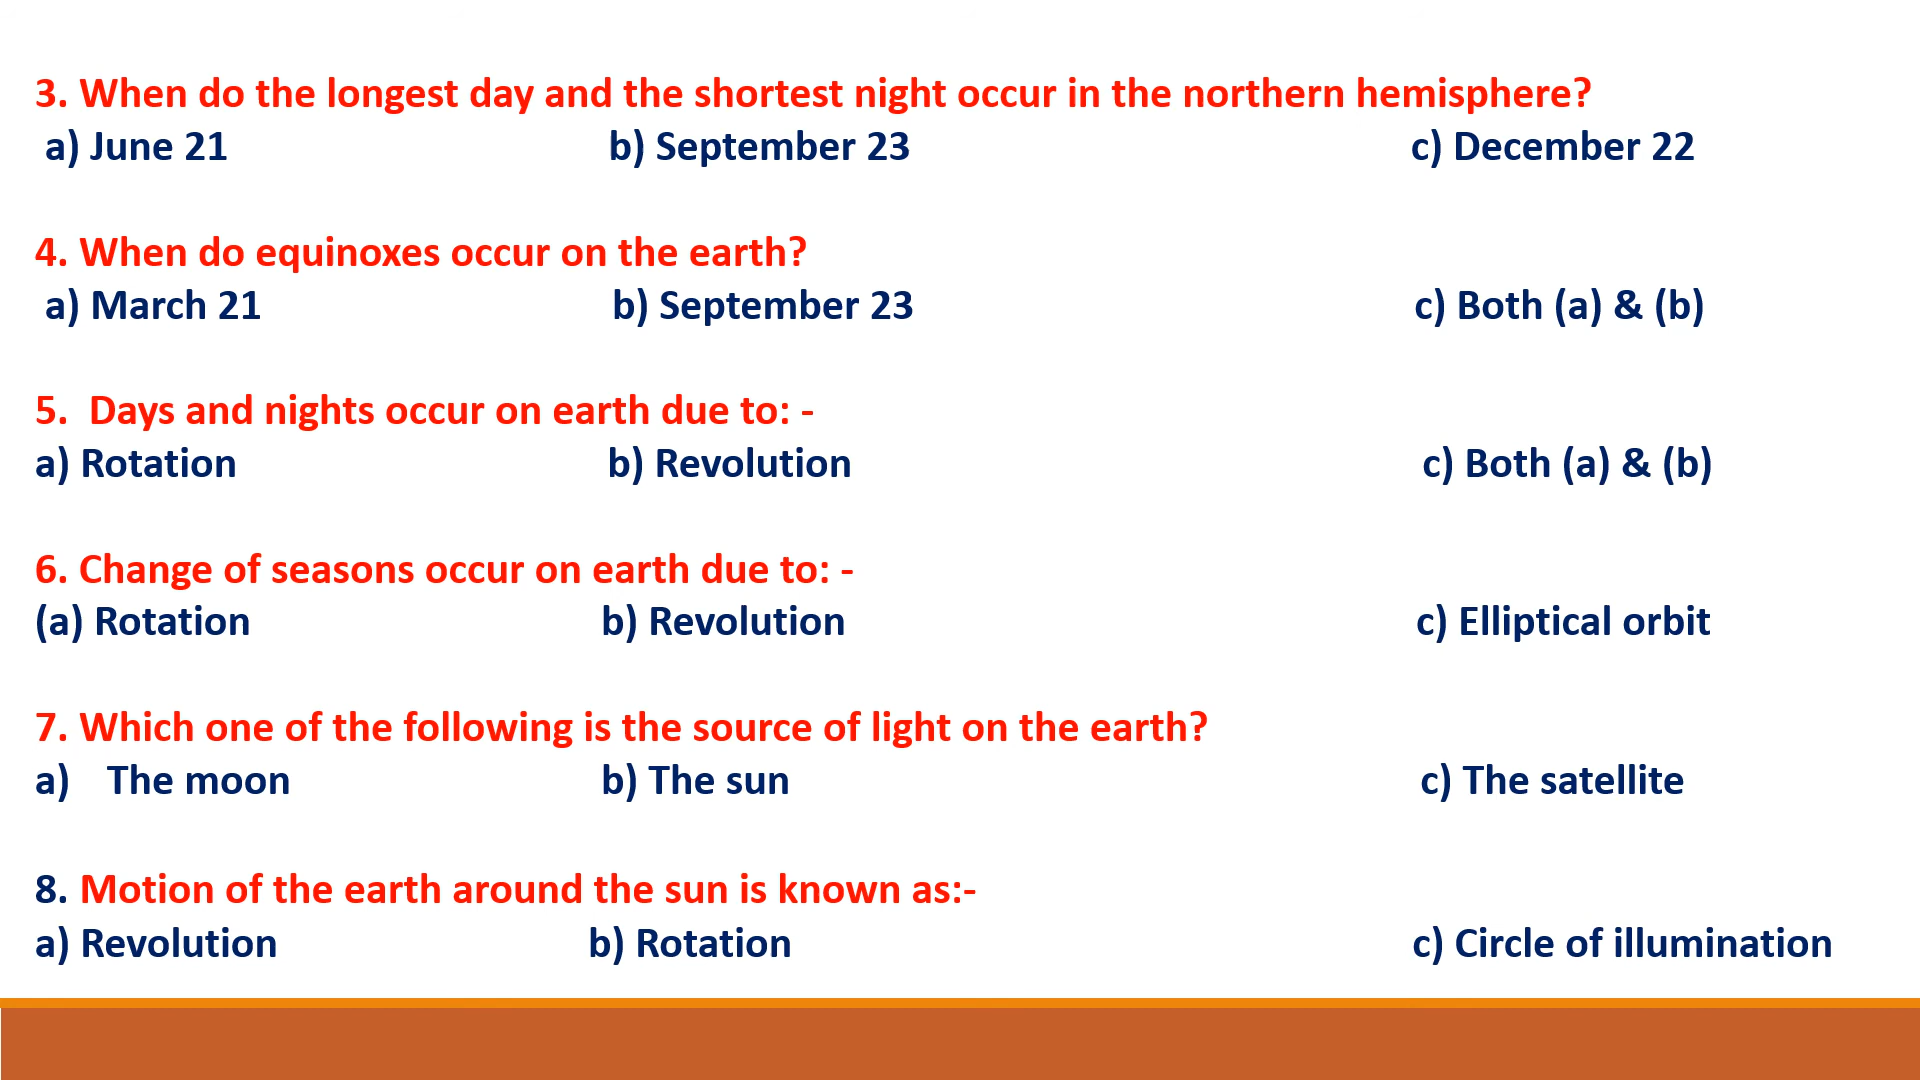 3. When do the longest day and the shortest night occur in the northern hemisphere?
a) June 21 b) September 23 c) December 22
4. When do equinoxes occur on the earth?
a) March 21 b) September 23 c) Both (a) & (b)
5. Days and nights occur on earth due to: -
a) Rotation b) Revolution c) Both (a) & (b)
6. Change of seasons occur on earth due to: -
(a) Rotation b) Revolution c) Elliptical orbit
7. Which one of the following is the source of light on the earth?
a) The moon b) The sun c) The satellite
8. Motion of the earth around the sun is known as:-
a) Revolution b) Rotation c) Circle of illumination